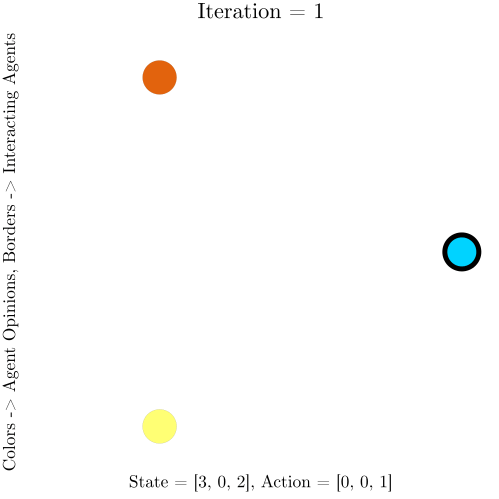 Iteration = 1
Colors -> Agent Opinions, Borders -> Interacting Agents
State = [3, 0, 2], Action = [0, 0, 1]